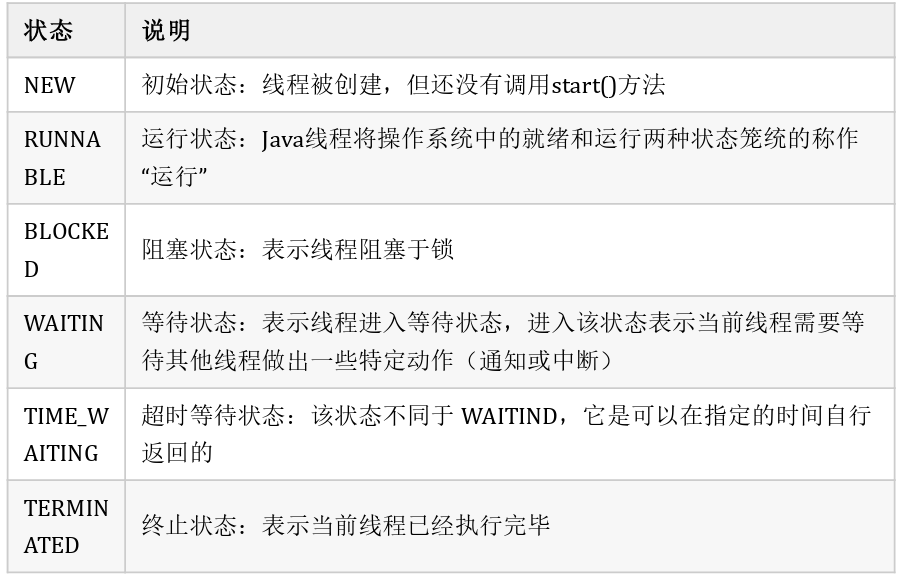 状态 说明
NEW 初始状态：线程被创建，但还没有调用start()方法
RUNNA
BLE
运行状态：Java线程将操作系统中的就绪和运行两种状态笼统的称作
“运行”
BLOCKE
D
阻塞状态：表示线程阻塞于锁
WAITIN
G
等待状态：表示线程进入等待状态，进入该状态表示当前线程需要等
待其他线程做出一些特定动作（通知或中断）
TIME_W
AITING
超时等待状态：该状态不同于 WAITIND，它是可以在指定的时间自行
返回的
TERMIN
ATED
终止状态：表示当前线程已经执行完毕